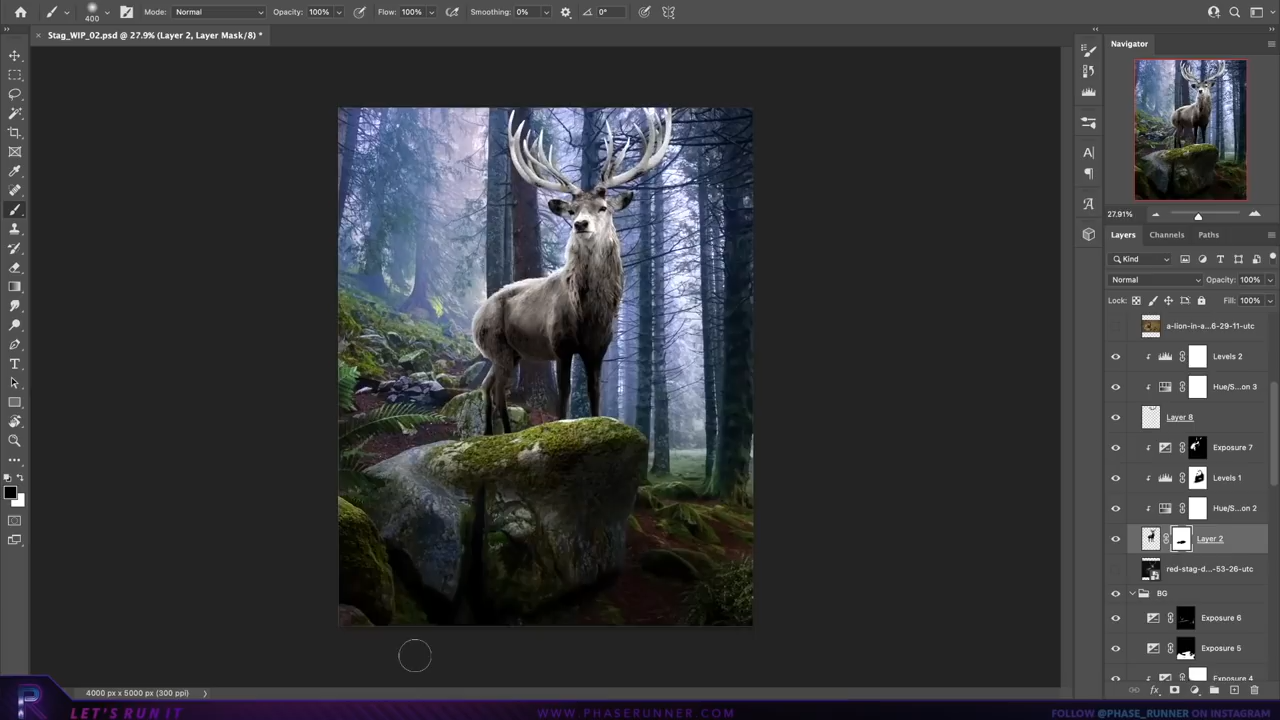 400
Mode: Normal
Opacity: 100%
Flow: 100%
Smoothing: 0%
0°
× Stag_WIP_02.psd @ 27.9% (Layer 2, Layer Mask/8) *
Navigator
27.91%
Layers Channels Paths
Kind
Normal
Opacity: 100%
Lock:
Fill: 100%
a-lion-in-a...6-29-11-utc
Levels 2
Hue/S...on 3
Layer 8
Exposure 7
Levels 1
Hue/S...on 2
Layer 2
red-stag-d...-53-26-utc
BG
Exposure 6
Exposure 5
Exposure 4
4000 px x 5000 px (300 ppi)
LET'S RUN IT
WWW.PHASERUNNER.COM
FOLLOW @PHASE_RUNNER ON INSTAGRAM